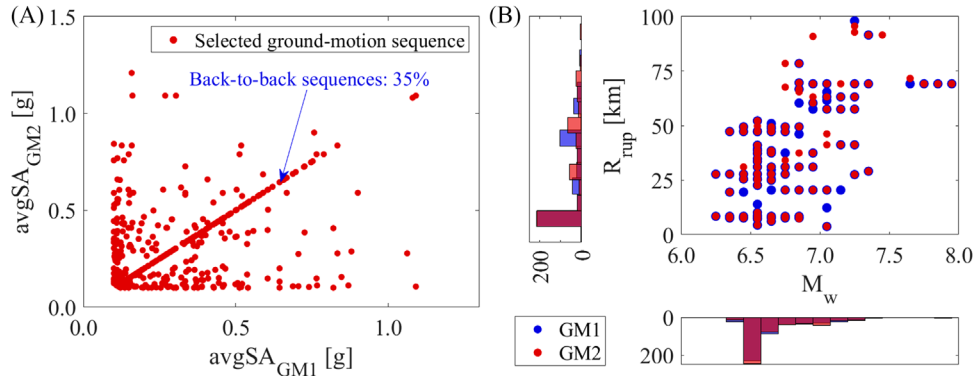 (A)
1.5
1.0
0.5
0.0
avgSA_GM2 [g]
Selected ground-motion sequence
Back-to-back sequences: 35%
0.0 0.5 1.0
avgSA_GM1 [g]
(B)
200
0
100
75
50
25
0
R_rup [km]
6.0 6.5 7.0 7.5 8.0
M_w
GM1
GM2
0
200